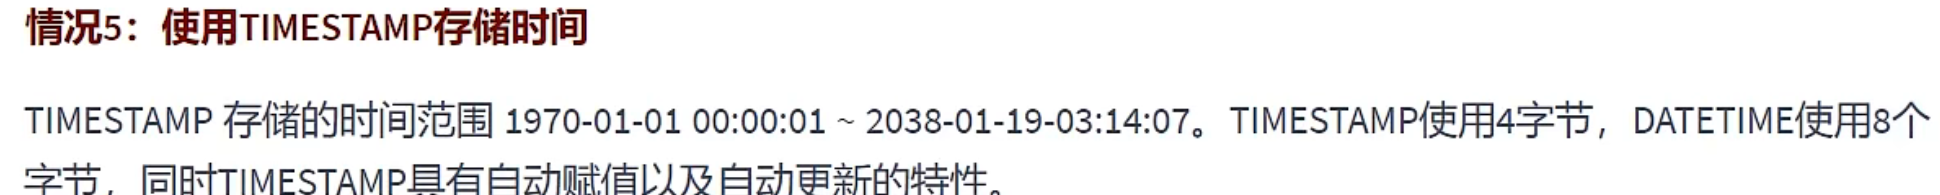 情况5：使用TIMESTAMP存储时间
TIMESTAMP 存储的时间范围 1970-01-01 00:00:01 ~ 2038-01-19-03:14:07。TIMESTAMP使用4字节，DATETIME使用8个
字节，同时TIMESTAMP具有自动赋值以及自动更新的特性。